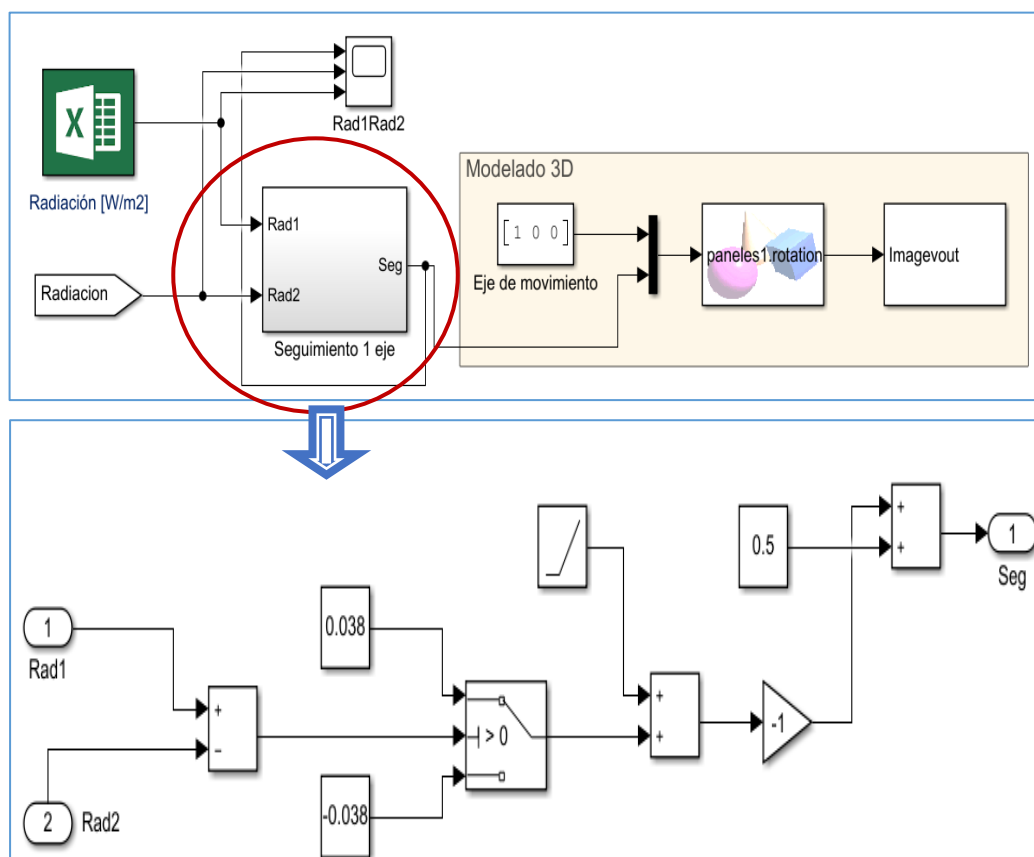 X
Rad1Rad2
Radiación [W/m2]
Modelado 3D
Rad1
[ 1 0 0 ]
Seg
paneles1.rotation
Imagevout
Eje de movimiento
Radiacion
Rad2
Seguimiento 1 eje
+
0.5
+
1
Seg
1
0.038
Rad1
+
+
> 0
+
-1
−
-0.038
2
Rad2